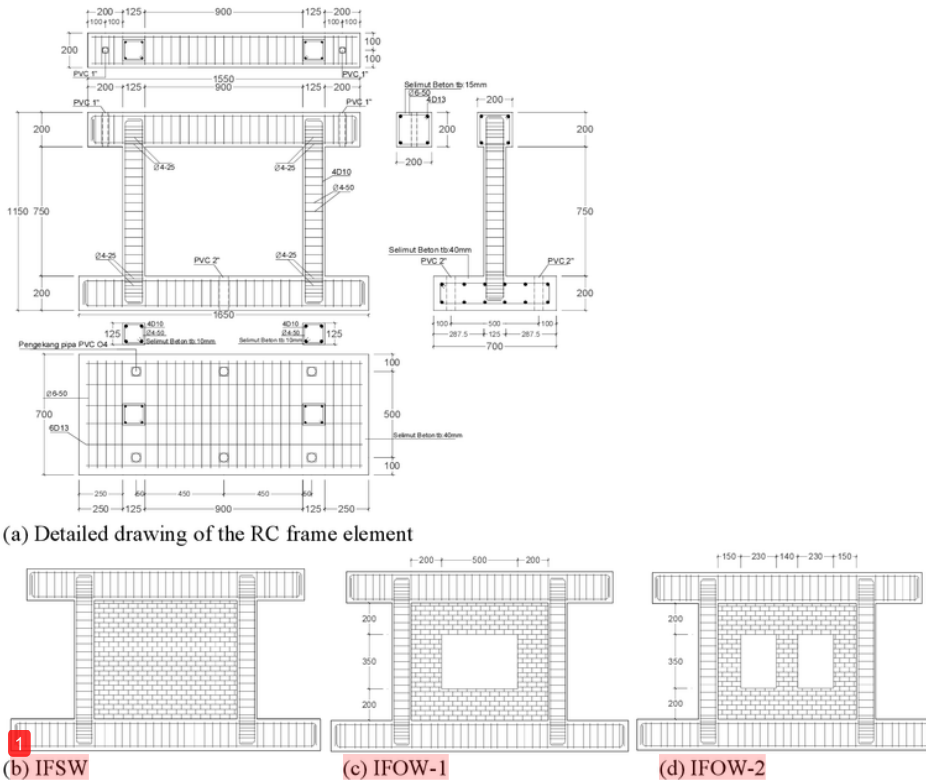 200 125 900 125 200
100 100 100 100
200
100
100
PVC 1" PVC 1"
1550
200 125 900 125 200
PVC 1" PVC 1"
200
Ø4-25 Ø4-25
4D10
Ø4-50
1150 750
Ø4-25 PVC 2" Ø4-25
200
1650
Selimut Beton tb:15mm
Ø6-50
4D13
200
200
200
200
750
Selimut Beton tb:40mm
PVC 2" PVC 2"
200
100 500 100
287.5 125 287.5
700
125
4D10
Ø4-50
Selimut Beton tb:10mm
4D10
Ø4-50
Selimut Beton tb:10mm
125
Pengekang pipa PVC O4
100
Ø6-50
700
500
6D13
Selimut Beton tb:40mm
100
250 50 450 450 50 250
250 125 900 125 250
(a) Detailed drawing of the RC frame element
200 500 200
200
350
200
150 230 140 230 150
200
350
200
1
(b) IFSW (c) IFOW-1 (d) IFOW-2